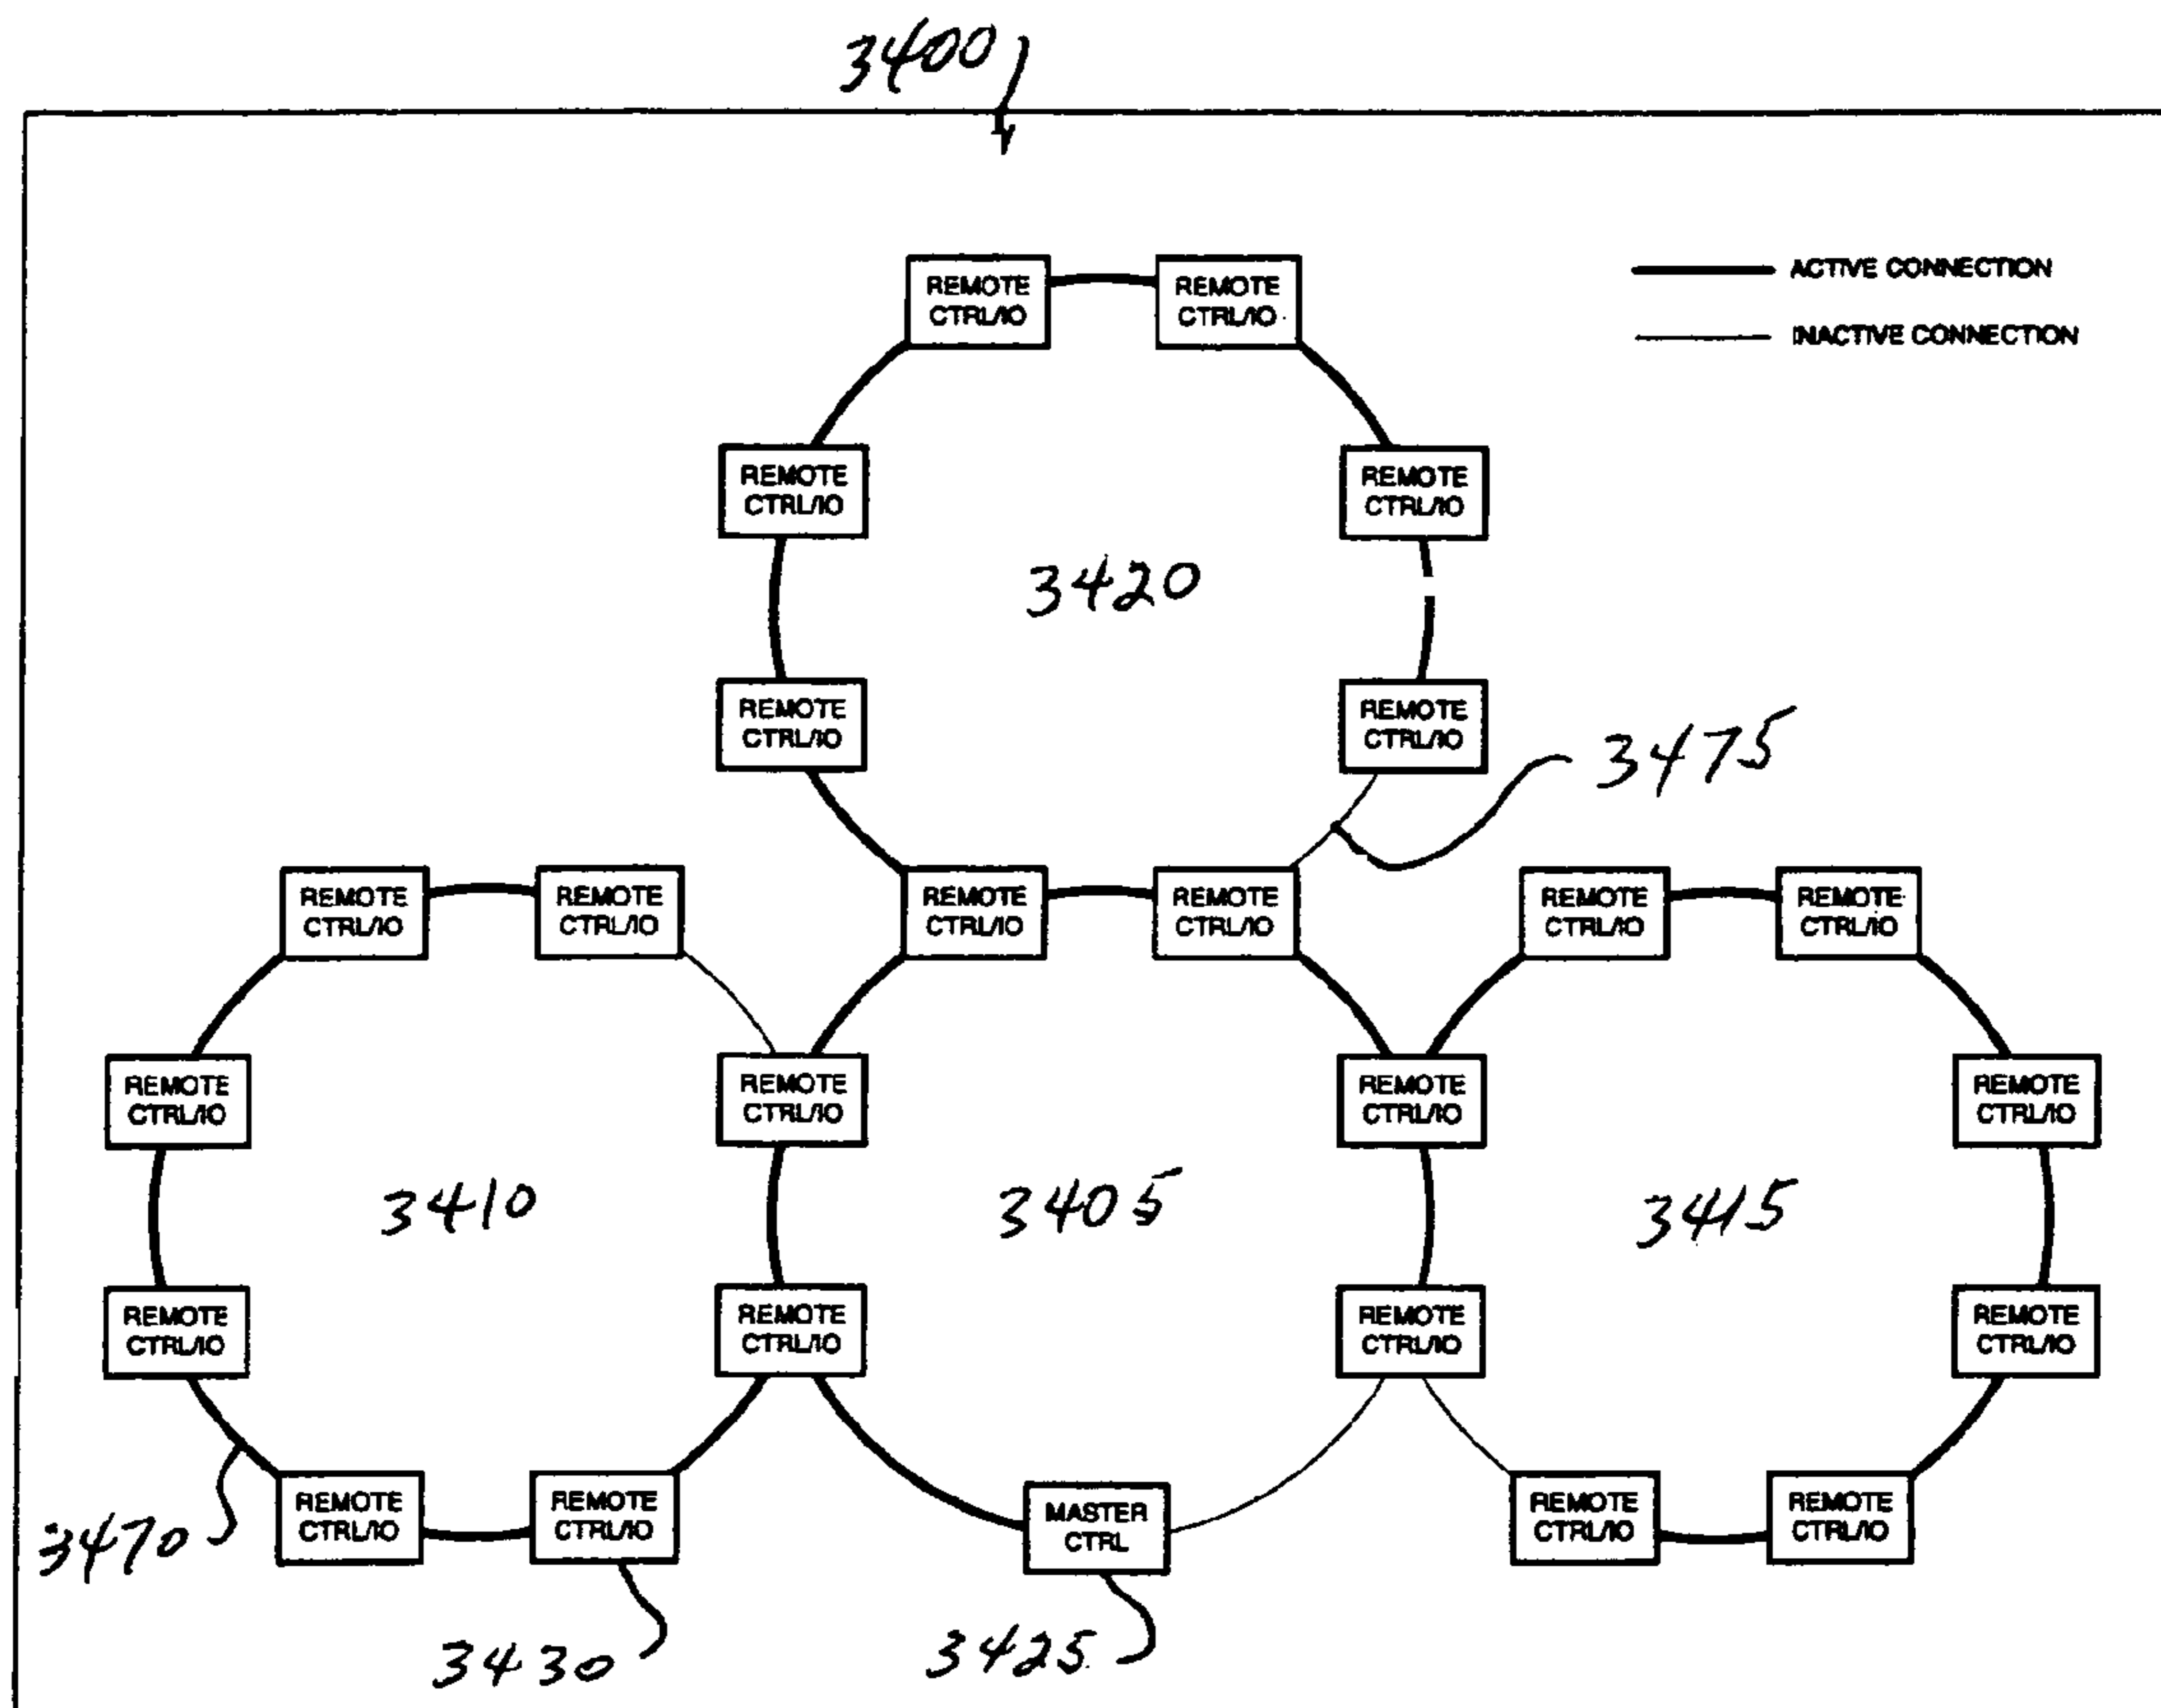 3400
ACTIVE CONNECTION
INACTIVE CONNECTION
REMOTE
CTRL/IO
REMOTE
CTRL/IO
REMOTE
CTRL/IO
REMOTE
CTRL/IO
3420
REMOTE
CTRL/IO
REMOTE
CTRL/IO
3475
REMOTE
CTRL/IO
REMOTE
CTRL/IO
REMOTE
CTRL/IO
REMOTE
CTRL/IO
REMOTE
CTRL/IO
REMOTE
CTRL/IO
REMOTE
CTRL/IO
REMOTE
CTRL/IO
REMOTE
CTRL/IO
REMOTE
CTRL/IO
3410
3405
3415
REMOTE
CTRL/IO
REMOTE
CTRL/IO
REMOTE
CTRL/IO
REMOTE
CTRL/IO
REMOTE
CTRL/IO
REMOTE
CTRL/IO
MASTER
CTRL
REMOTE
CTRL/IO
REMOTE
CTRL/IO
3470
3430
3425